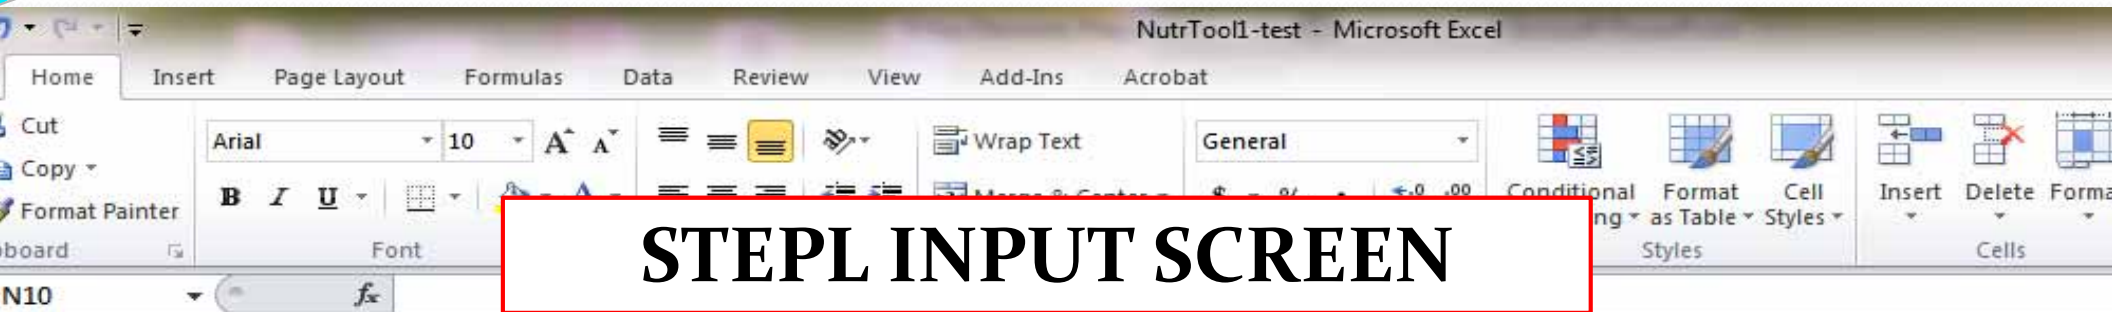 NutrTool1-test - Microsoft Excel
Home Insert Page Layout Formulas Data Review View Add-Ins Acrobat
Cut
Copy
Format Painter
Arial 10 A A
B I U
Wrap Text
General
Conditional Format as Table Cell Styles
Insert Delete
Font Styles Cells
STEPL INPUT SCREEN
N10 fx